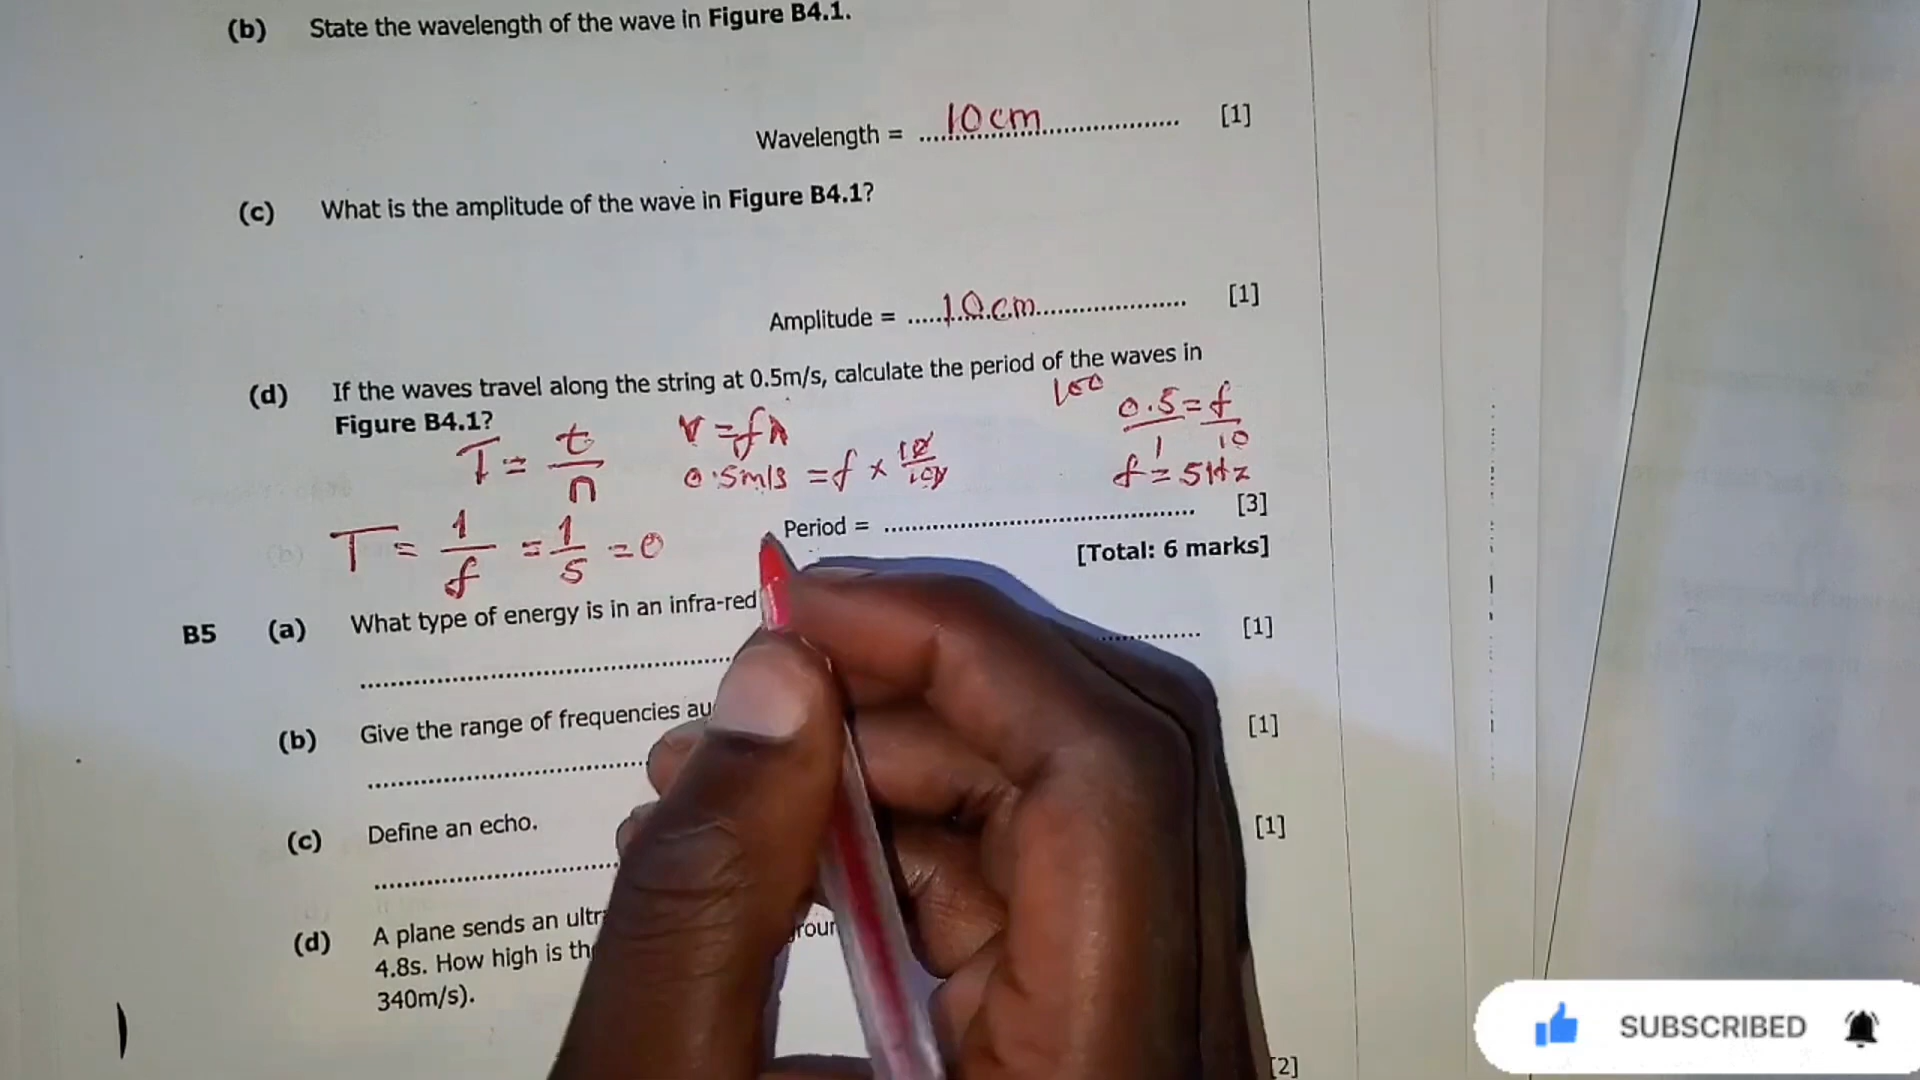 (b) State the wavelength of the wave in Figure B4.1.
Wavelength = 10cm [1]
(c) What is the amplitude of the wave in Figure B4.1?
Amplitude = 10cm [1]
(d) If the waves travel along the string at 0.5m/s, calculate the period of the waves in
Figure B4.1?
100
T = t/n
v = fλ
0.5m/s = f × 10/100
0.5/1 = f/10
f = 5Hz
Period = [3]
T = 1/f = 1/5 = 0
[Total: 6 marks]
B5 (a) What type of energy is in an infra-red
[1]
(b) Give the range of frequencies
[1]
(c) Define an echo.
[1]
(d) A plane sends an
4.8s. How high is
340m/s).
[2]
SUBSCRIBED